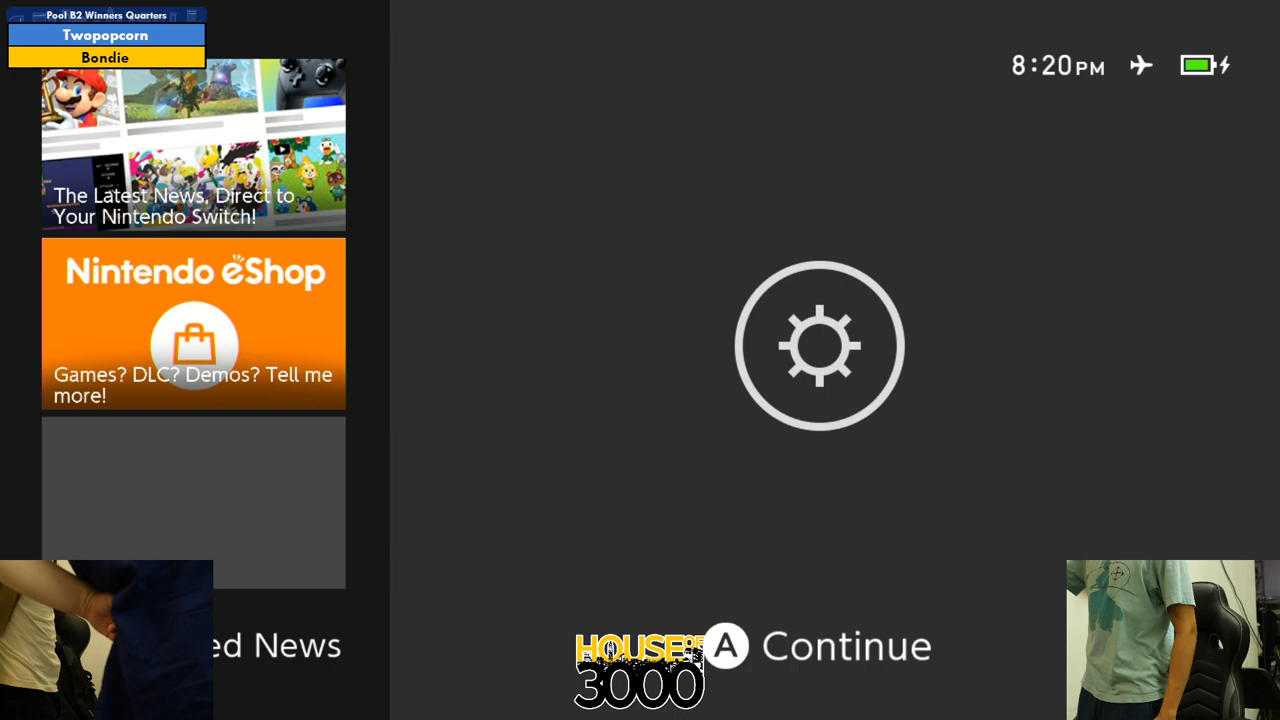 Pool B2 Winners Quarters
Twopopcorn
Bondie
8:20PM
The Latest News, Direct to
Your Nintendo Switch!
Nintendo eShop
Games? DLC? Demos? Tell me
more!
ed News
HOUSE OF
3000
A Continue